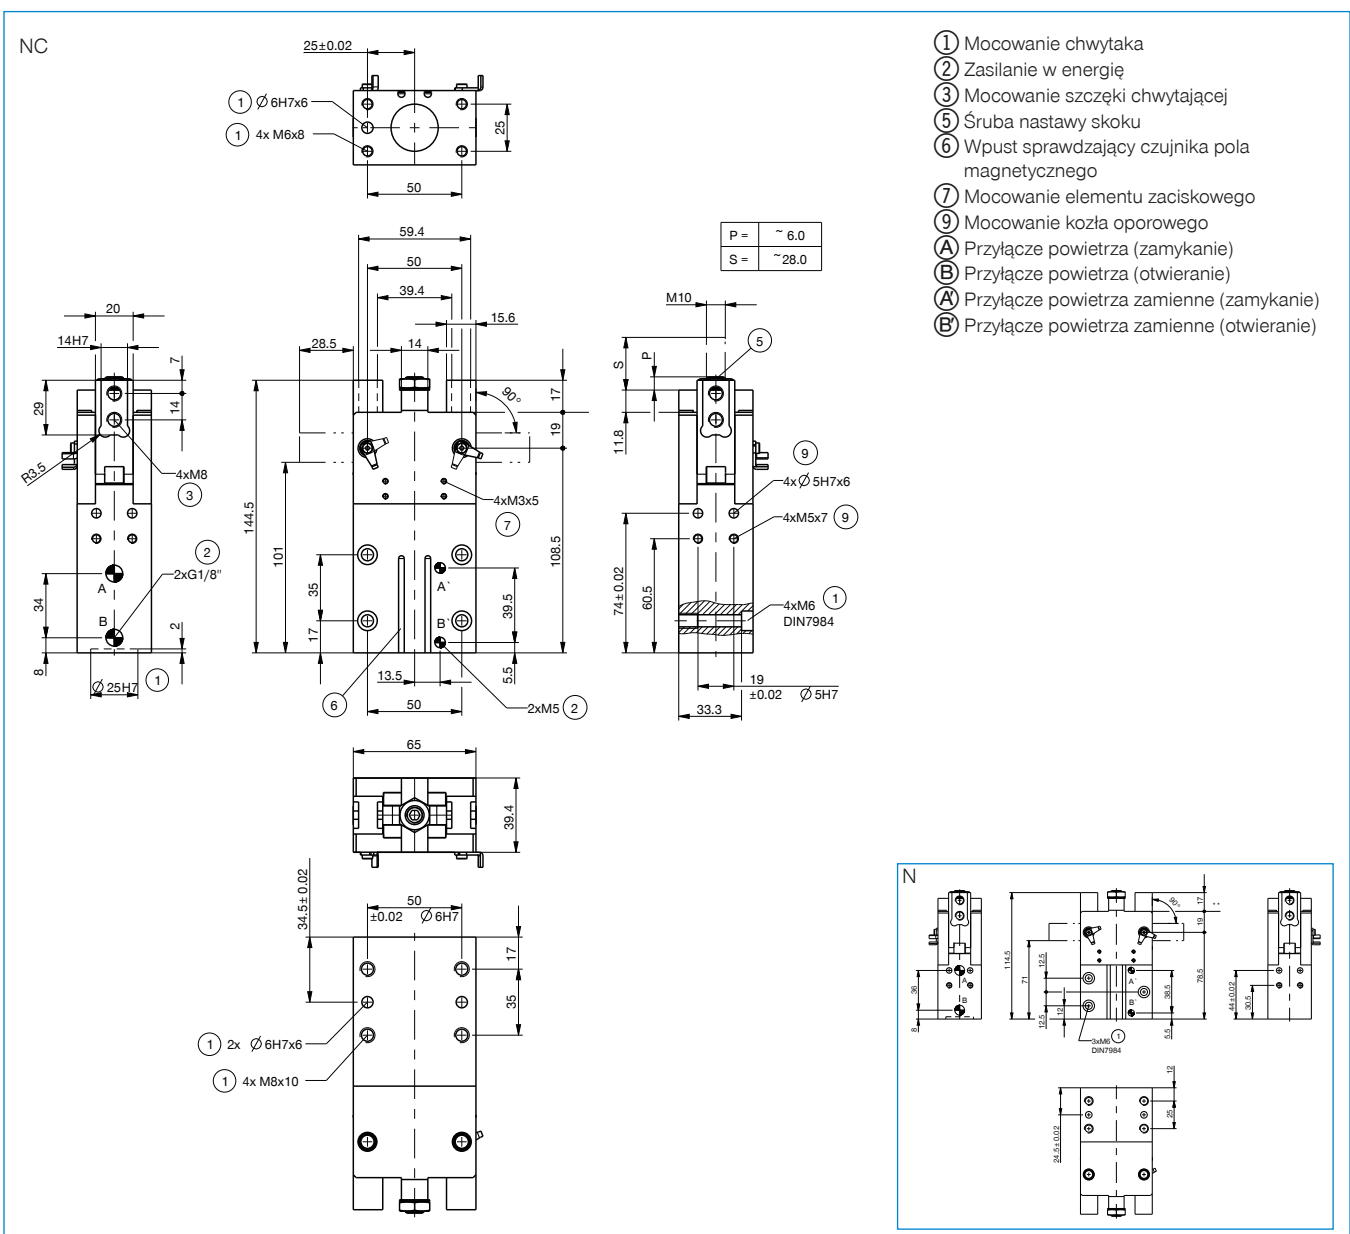 NC
25±0.02
1 Ø 6H7x6
1 4x M6x8
25
50
1 Mocowanie chwytaka
2 Zasilanie w energię
3 Mocowanie szczęki chwytającej
5 Śruba nastawy skoku
6 Wpust sprawdzający czujnika pola
magnetycznego
7 Mocowanie elementu zaciskowego
9 Mocowanie kozła oporowego
A Przyłącze powietrza (zamykanie)
B Przyłącze powietrza (otwieranie)
A' Przyłącze powietrza zamienne (zamykanie)
B' Przyłącze powietrza zamienne (otwieranie)
P = ~ 6.0
S = ~28.0
20
14H7
7
29
14
R3.5
4xM8
3
2
2xG1/8"
A
34
B
2
8
Ø 25H7
1
59.4
50
39.4
15.6
28.5
14
90°
17
19
144.5
101
4xM3x5
7
108.5
35
17
A`
B`
39.5
5.5
13.5
6
50
2xM5 2
M10
S
P
5
11.8
9
4x Ø 5H7x6
4xM5x7 9
74±0.02
60.5
4xM6 1
DIN7984
19
±0.02 Ø 5H7
33.3
65
39.4
34.5±0.02
50
±0.02 Ø 6H7
17
35
1 2x Ø 6H7x6
1 4x M8x10
N
36
8
A
B
114.5
71
12.5
12.5
12
90°
17
19
78.5
A`
B`
38.5
5.5
3xM6 1
DIN7984
44±0.02
30.5
12
25
24.5±0.02